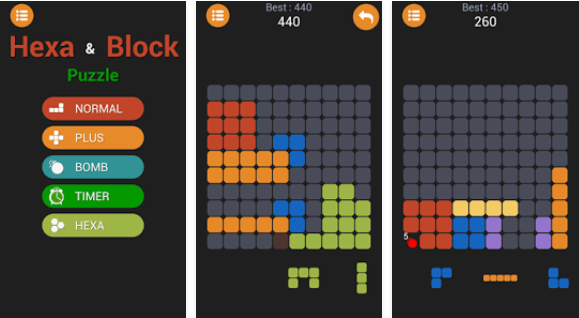 Hexa & Block
Puzzle
NORMAL
PLUS
BOMB
TIMER
HEXA
Best : 440
440
Best : 450
260
5